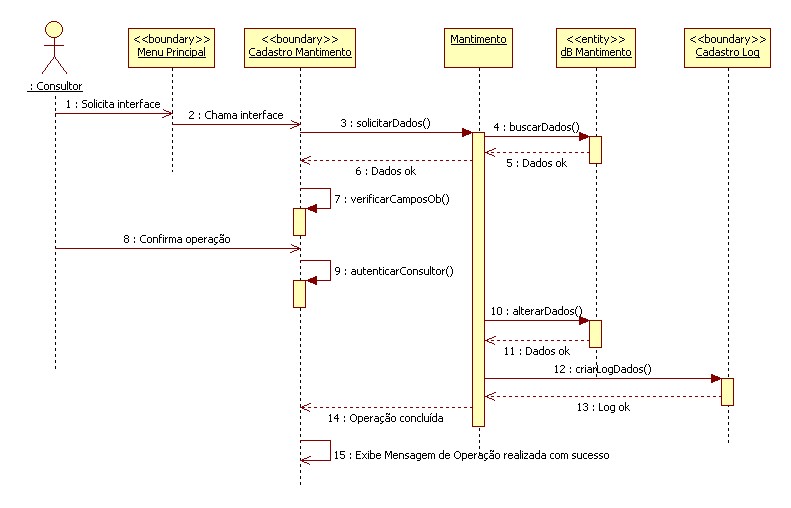 <<boundary>>
Menu Principal
<<boundary>>
Cadastro Mantimento
Mantimento
<<entity>>
dB Mantimento
<<boundary>>
Cadastro Log
: Consultor
1 : Solicita interface
2 : Chama interface
3 : solicitarDados()
4 : buscarDados()
5 : Dados ok
6 : Dados ok
7 : verificarCamposOb()
8 : Confirma operação
9 : autenticarConsultor()
10 : alterarDados()
11 : Dados ok
12 : criarLogDados()
13 : Log ok
14 : Operação concluída
15 : Exibe Mensagem de Operação realizada com sucesso